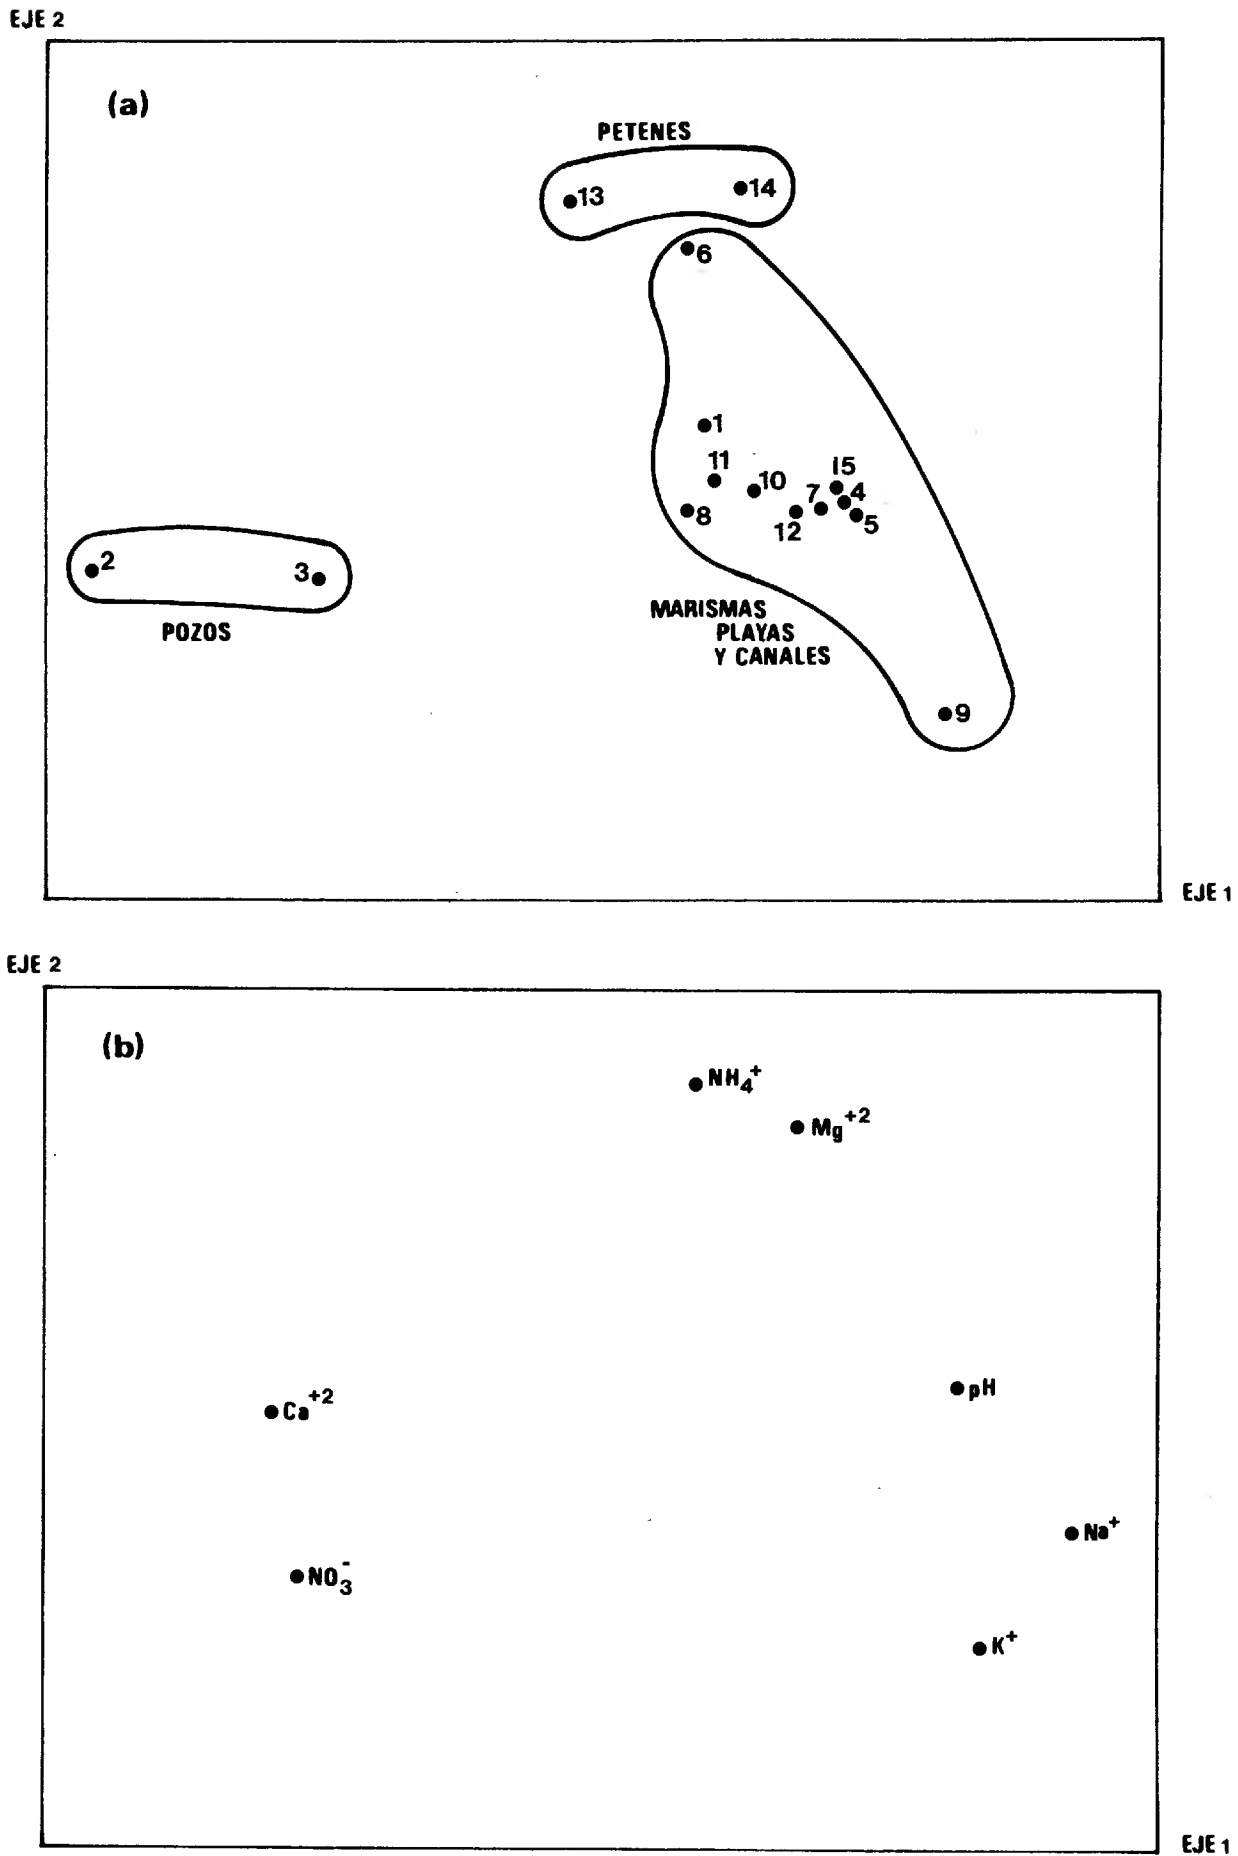 EJE 2
(a)
PETENES
13
14
6
1
11
10
15
7
4
8
12
5
2
3
POZOS
MARISMAS
PLAYAS
Y CANALES
9
EJE 1
EJE 2
(b)
NH₄⁺
Mg⁺²
pH
Ca⁺²
Na⁺
NO₃⁻
K⁺
EJE 1